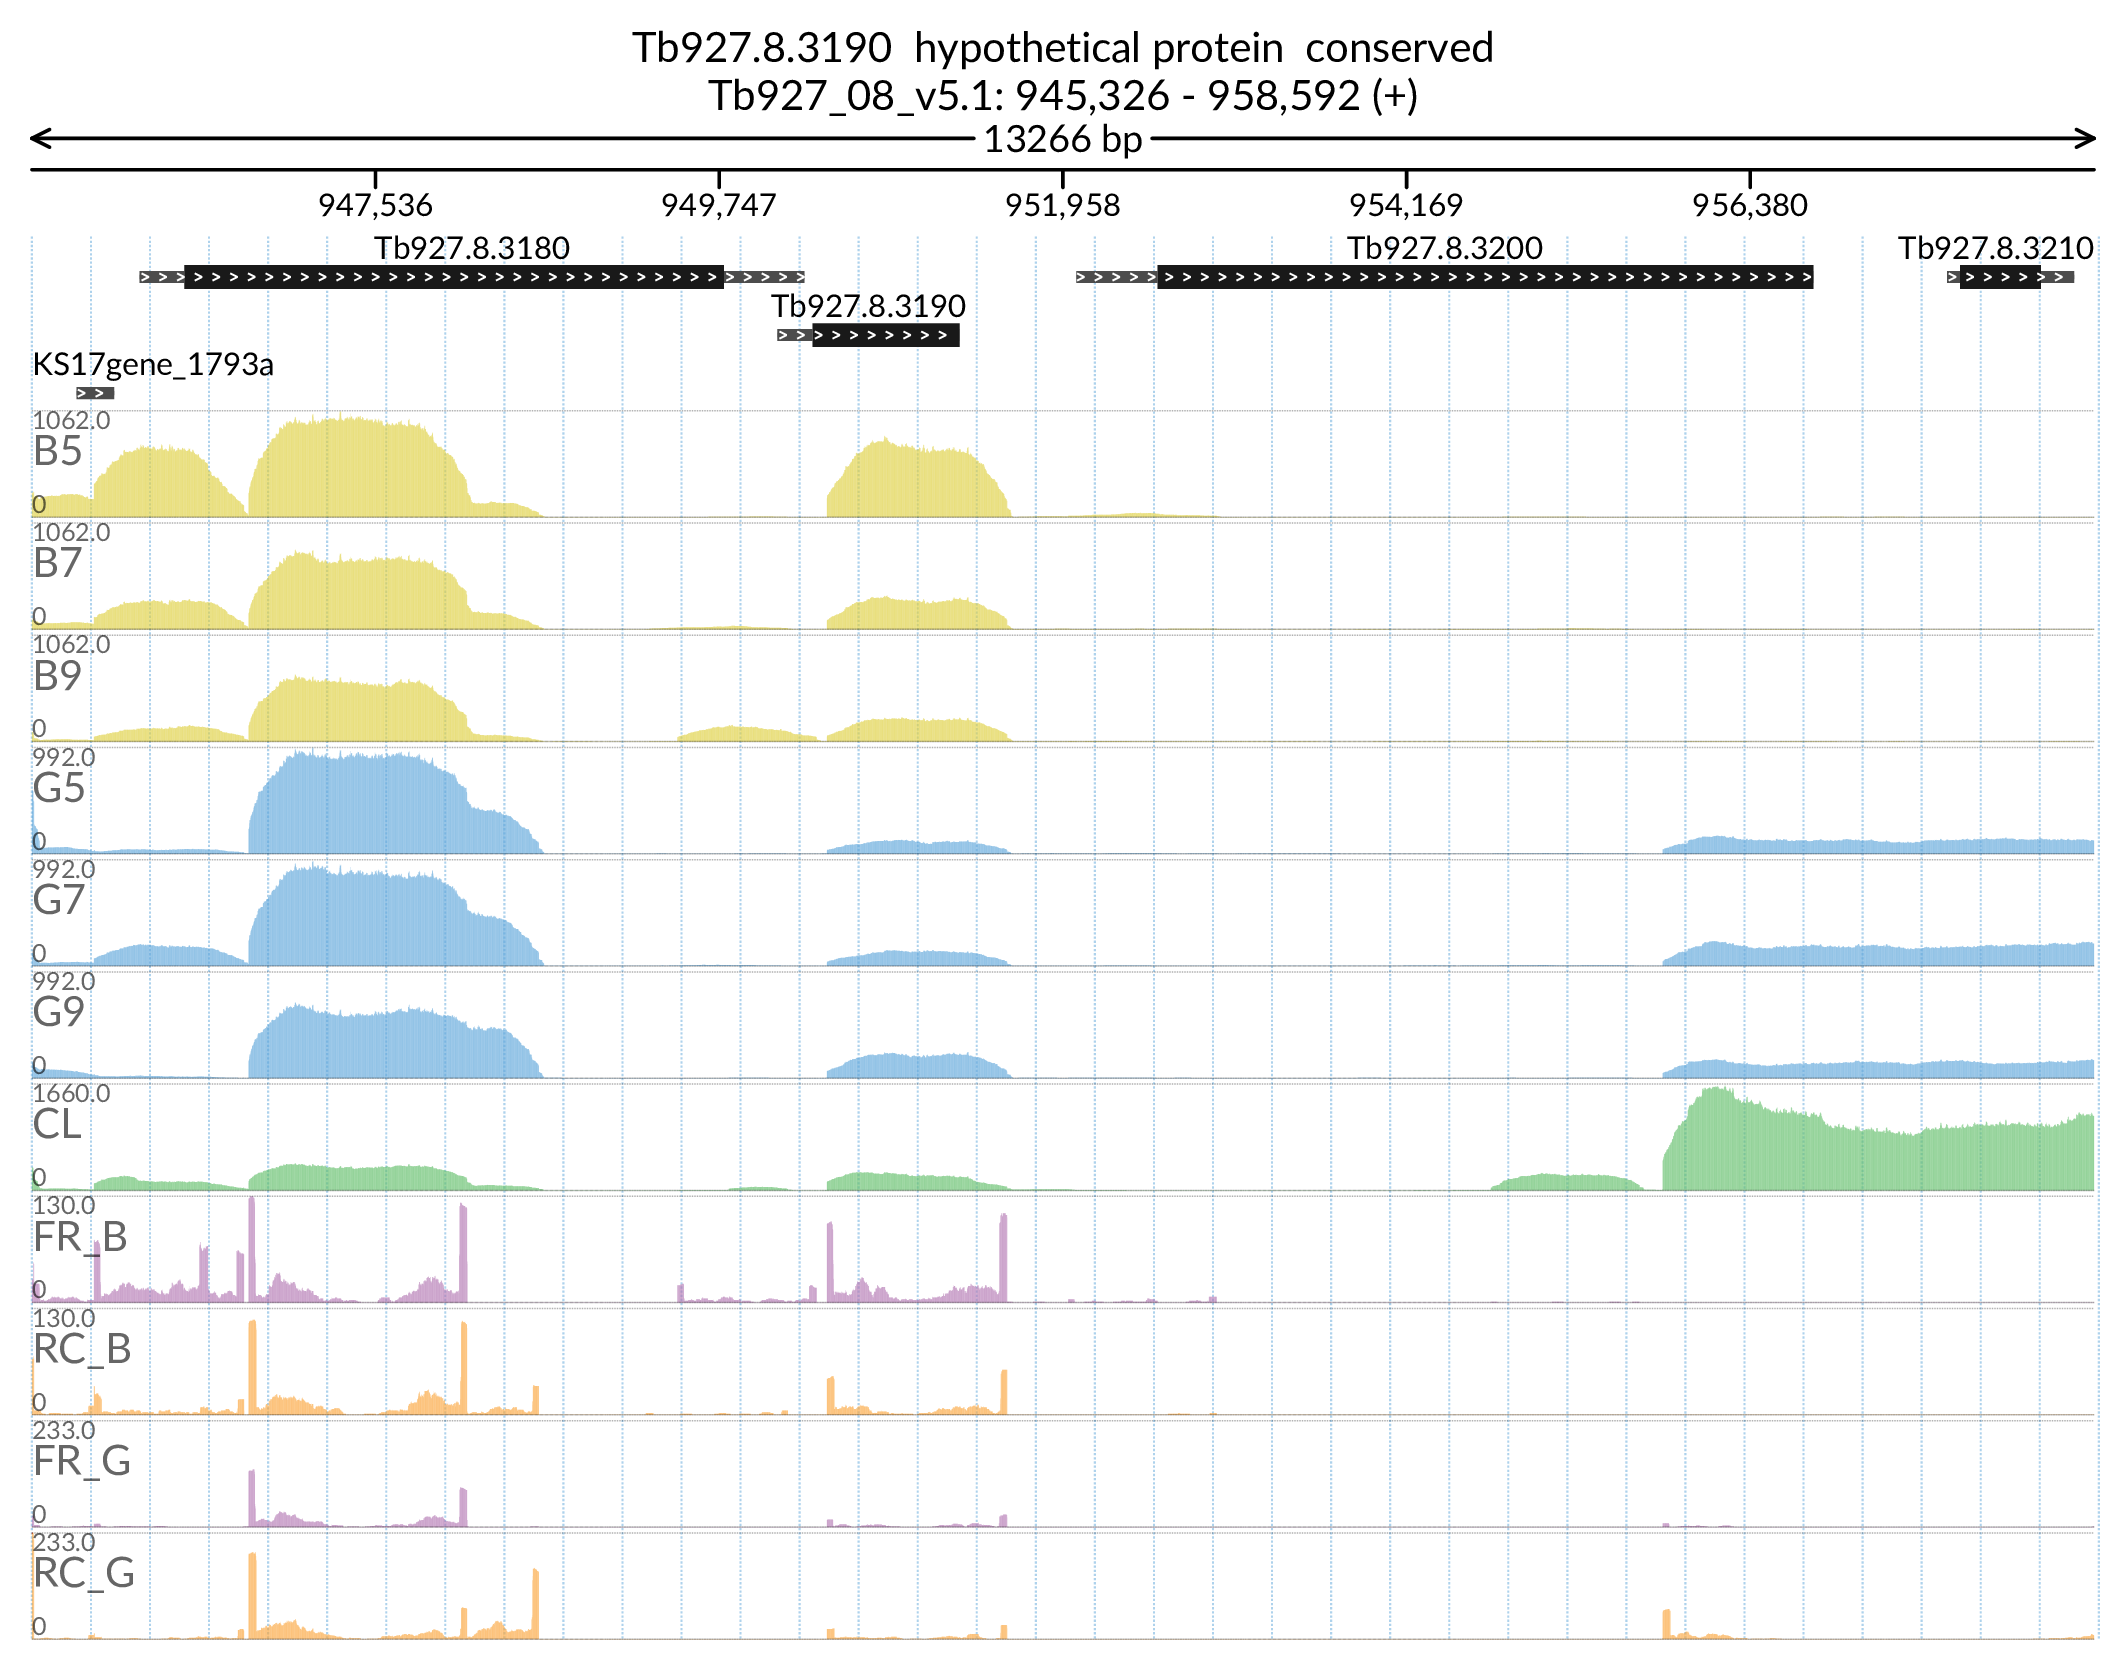 Tb927.8.3190  hypothetical protein  conserved
Tb927_08_v5.1: 945,326 - 958,592 (+)
13266 bp
947,536 949,747 951,958 954,169 956,380
Tb927.8.3180 Tb927.8.3200 Tb927.8.3210
Tb927.8.3190
KS17gene_1793a
1062.0
B5
0
1062.0
B7
0
1062.0
B9
0
992.0
G5
0
992.0
G7
0
992.0
G9
0
1660.0
CL
0
130.0
FR_B
0
130.0
RC_B
0
233.0
FR_G
0
233.0
RC_G
0